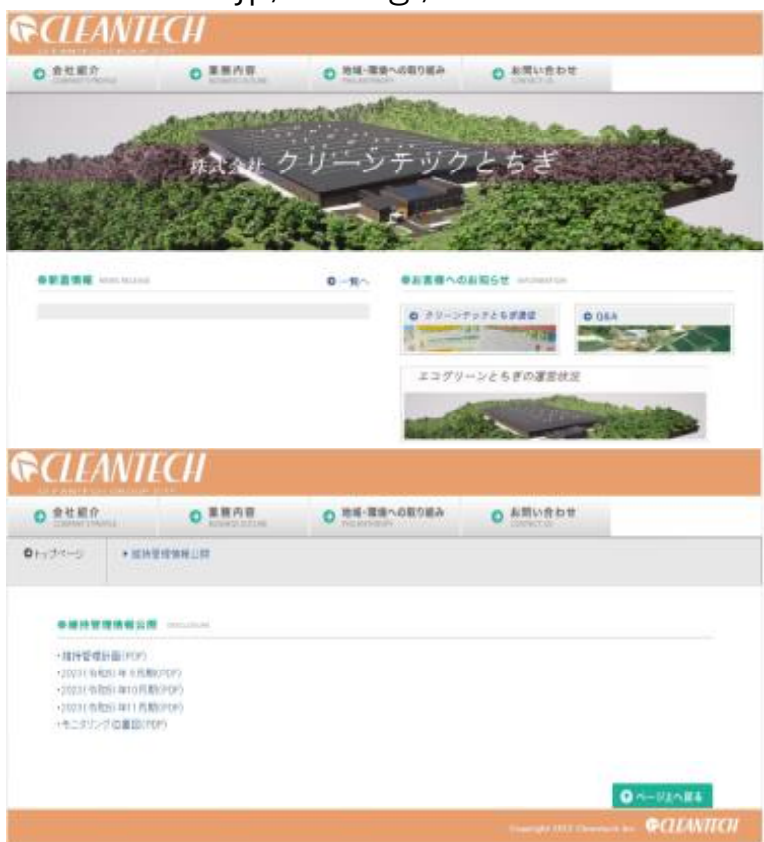 CLEANTECH
会社紹介
業務内容
地域・環境への取り組み
お問い合わせ
株式会社 クリーンテックとちぎ
●新着情報 NEWS RELEASE
一覧へ
●お客様へのお知らせ INFORMATION
クリーンテックとちぎ通信
Q&A
エコグリーンとちぎの運営状況
CLEANTECH
会社紹介
業務内容
地域・環境への取り組み
お問い合わせ
トップページ
維持管理情報公開
●維持管理情報公開 DISCLOSURE
・維持管理計画(PDF)
・2023(令和5)年 9月期(PDF)
・2023(令和5)年10月期(PDF)
・2023(令和5)年11月期(PDF)
・モニタリング位置図(PDF)
ページ上へ戻る
CLEANTECH